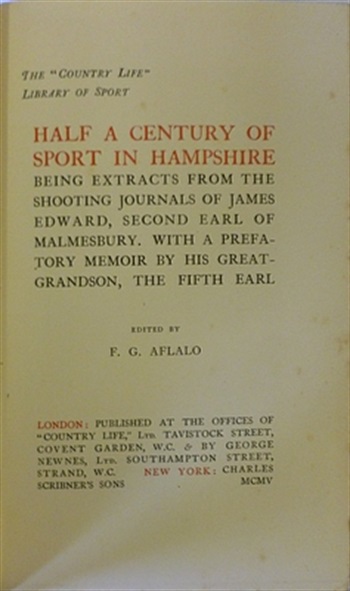 THE "COUNTRY LIFE"
LIBRARY OF SPORT
HALF A CENTURY OF
SPORT IN HAMPSHIRE
BEING EXTRACTS FROM THE
SHOOTING JOURNALS OF JAMES
EDWARD, SECOND EARL OF
MALMESBURY. WITH A PREFA-
TORY MEMOIR BY HIS GREAT-
GRANDSON, THE FIFTH EARL
EDITED BY
F. G. AFLALO
LONDON: PUBLISHED AT THE OFFICES OF
"COUNTRY LIFE," LTD. TAVISTOCK STREET,
COVENT GARDEN, W.C. & BY GEORGE
NEWNES, LTD. SOUTHAMPTON STREET,
STRAND, W.C. NEW YORK: CHARLES
SCRIBNER'S SONS MCMV